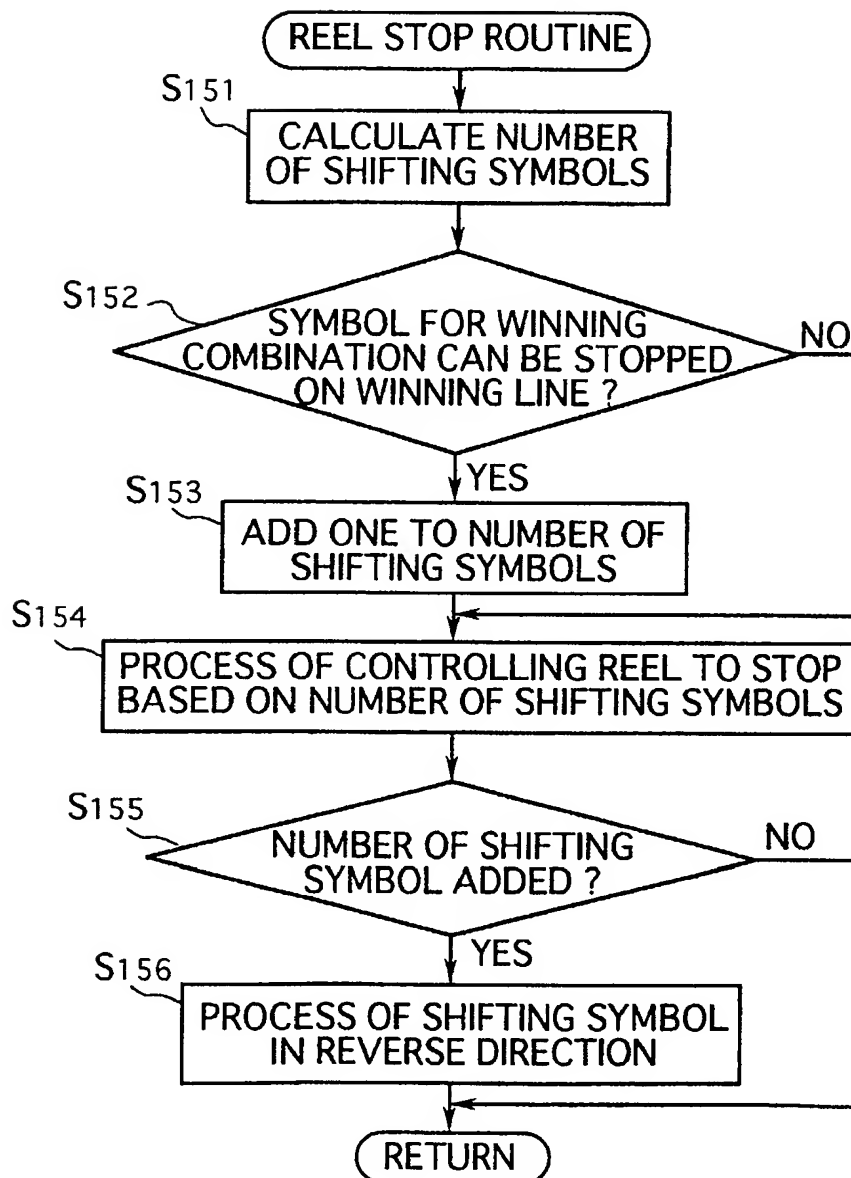 REEL STOP ROUTINE
S151
CALCULATE NUMBER
OF SHIFTING SYMBOLS
S152
SYMBOL FOR WINNING
COMBINATION CAN BE STOPPED
ON WINNING LINE ?
NO
YES
S153
ADD ONE TO NUMBER OF
SHIFTING SYMBOLS
S154
PROCESS OF CONTROLLING REEL TO STOP
BASED ON NUMBER OF SHIFTING SYMBOLS
S155
NUMBER OF SHIFTING
SYMBOL ADDED ?
NO
YES
S156
PROCESS OF SHIFTING SYMBOL
IN REVERSE DIRECTION
RETURN